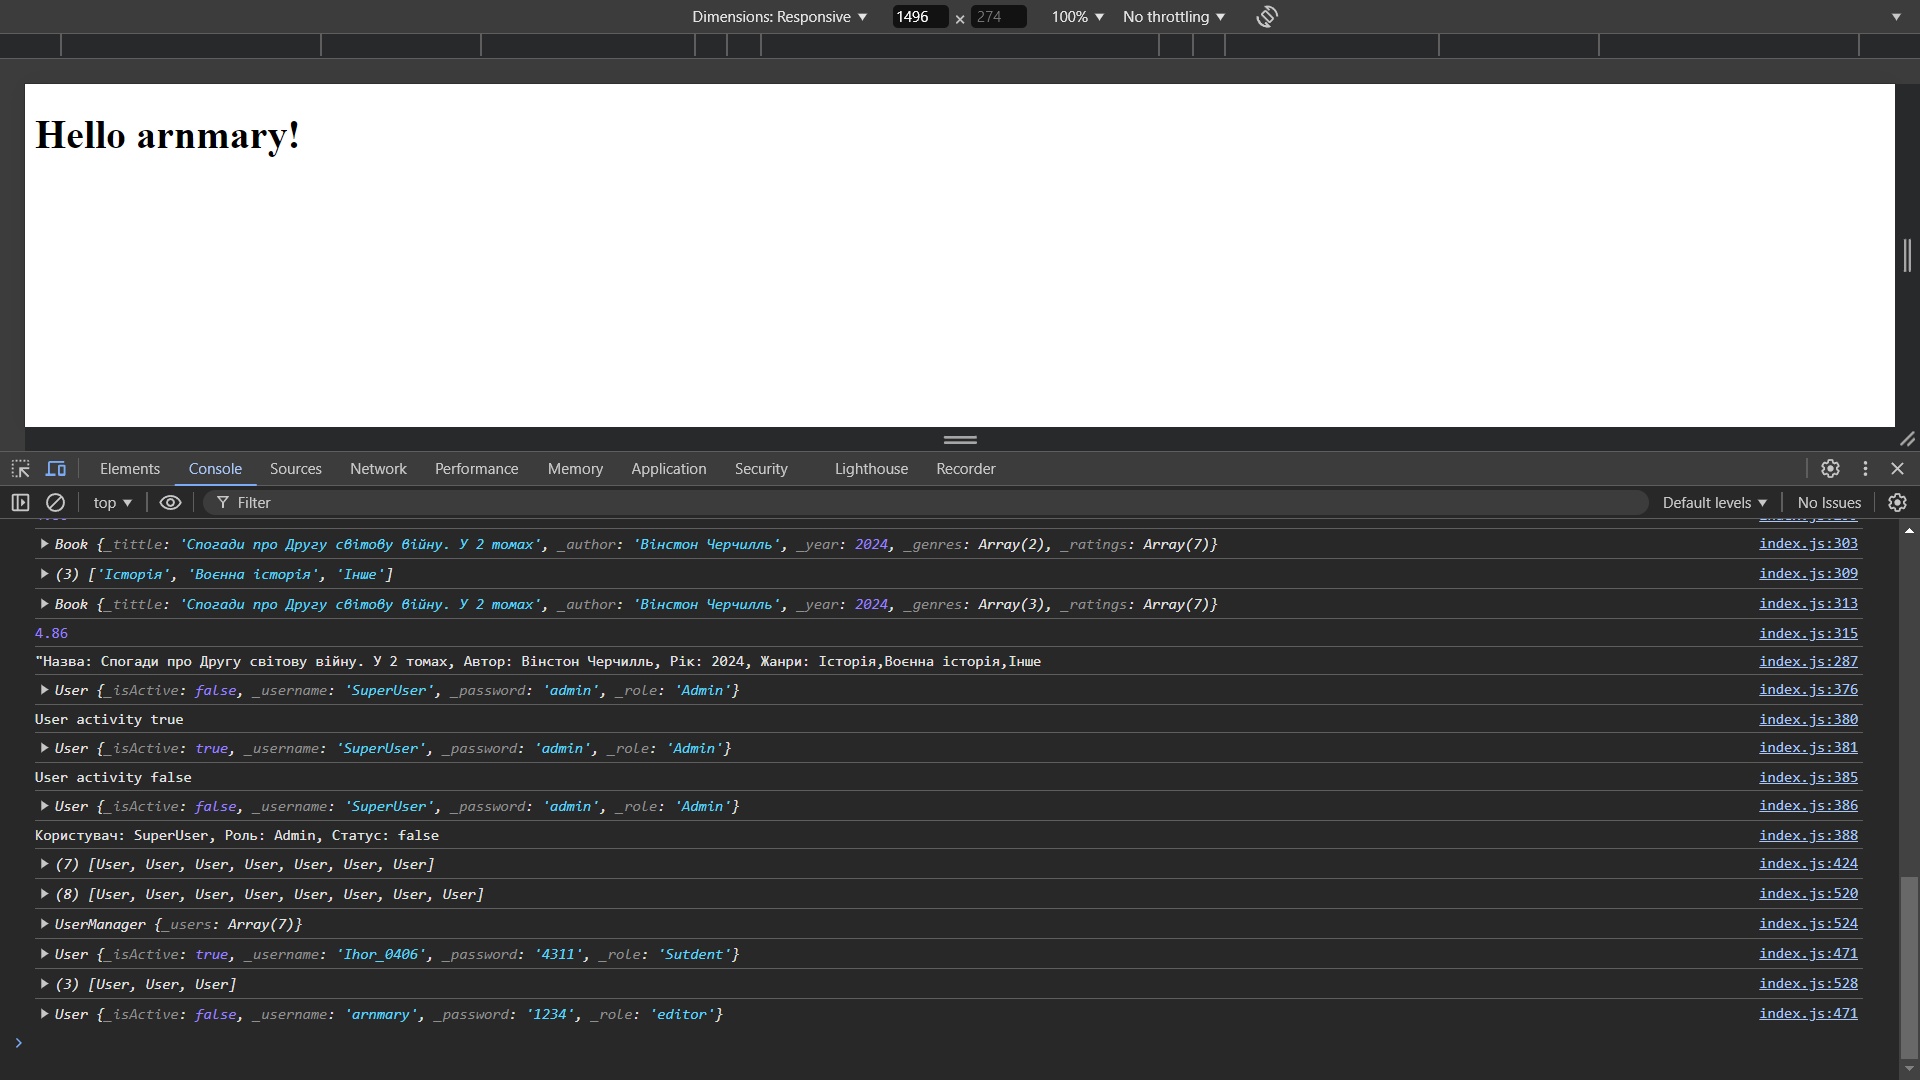 Dimensions: Responsive ▼ 1496 × 274 100% ▼ No throttling ▼
Hello arnmary!
Elements Console Sources Network Performance Memory Application Security Lighthouse Recorder
top ▼ Filter Default levels ▼ No Issues
Book {_tittle: 'Спогади про Другу світову війну. У 2 томах', _author: 'Вінстон Черчилль', _year: 2024, _genres: Array(2), _ratings: Array(7)} index.js:303
(3) ['Історія', 'Воєнна історія', 'Інше'] index.js:309
Book {_tittle: 'Спогади про Другу світову війну. У 2 томах', _author: 'Вінстон Черчилль', _year: 2024, _genres: Array(3), _ratings: Array(7)} index.js:313
4.86 index.js:315
"Назва: Спогади про Другу світову війну. У 2 томах, Автор: Вінстон Черчилль, Рік: 2024, Жанри: Історія,Воєнна історія,Інше index.js:287
User {_isActive: false, _username: 'SuperUser', _password: 'admin', _role: 'Admin'} index.js:376
User activity true index.js:380
User {_isActive: true, _username: 'SuperUser', _password: 'admin', _role: 'Admin'} index.js:381
User activity false index.js:385
User {_isActive: false, _username: 'SuperUser', _password: 'admin', _role: 'Admin'} index.js:386
Користувач: SuperUser, Роль: Admin, Статус: false index.js:388
(7) [User, User, User, User, User, User, User] index.js:424
(8) [User, User, User, User, User, User, User, User] index.js:520
UserManager {_users: Array(7)} index.js:524
User {_isActive: true, _username: 'Ihor_0406', _password: '4311', _role: 'Sutdent'} index.js:471
(3) [User, User, User] index.js:528
User {_isActive: false, _username: 'arnmary', _password: '1234', _role: 'editor'} index.js:471